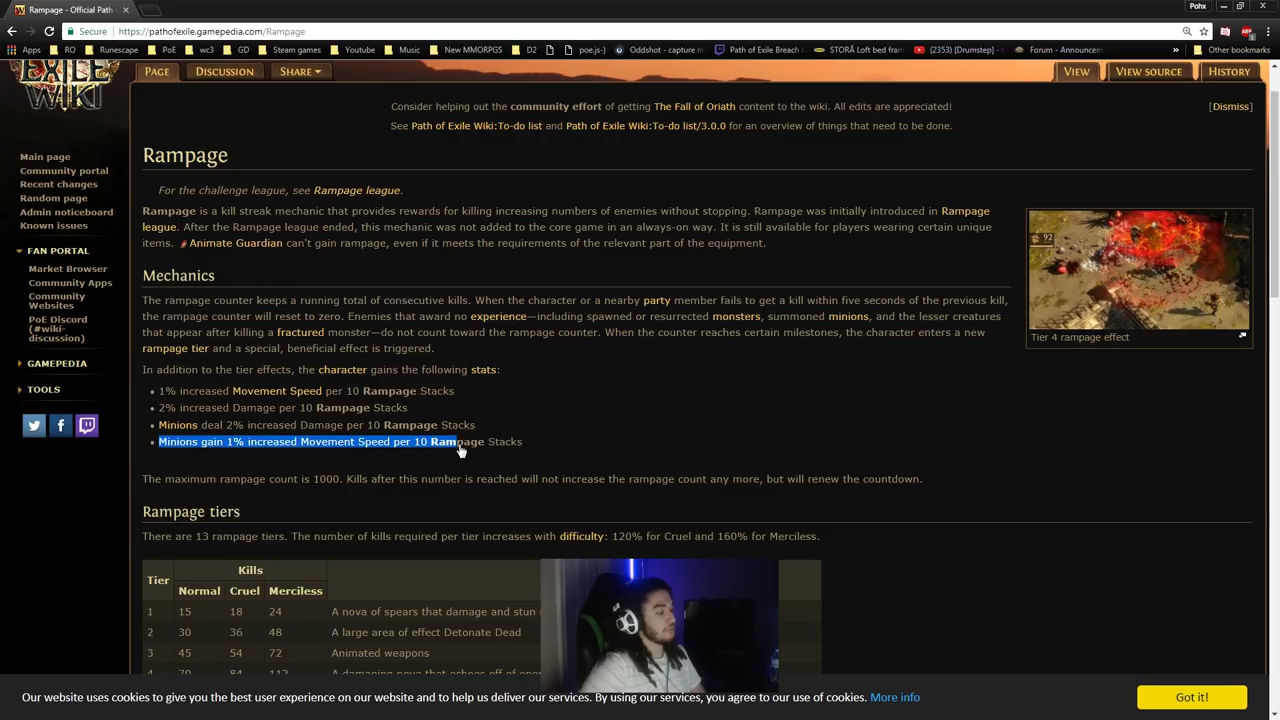 Rampage - Official Path
Pohx
Secure
https://pathofexile.gamepedia.com/Rampage
Apps RO Runescape PoE wc3 GD Steam games Youtube Music New MMORPGS D2 poe.js-) Oddshot - capture m Path of Exile Breach STORÅ Loft bed fram (2353) [Drumstep] Forum - Announcem » Other bookmarks
EXILE
WIKI
PAGE DISCUSSION SHARE VIEW VIEW SOURCE HISTORY
Consider helping out the community effort of getting The Fall of Oriath content to the wiki. All edits are appreciated!
[Dismiss]
See Path of Exile Wiki:To-do list and Path of Exile Wiki:To-do list/3.0.0 for an overview of things that need to be done.
Main page
Community portal
Recent changes
Random page
Admin noticeboard
Known issues
FAN PORTAL
Market Browser
Community Apps
Community
Websites
PoE Discord
(#wiki-
discussion)
GAMEPEDIA
TOOLS
Rampage
For the challenge league, see Rampage league.
Rampage is a kill streak mechanic that provides rewards for killing increasing numbers of enemies without stopping. Rampage was initially introduced in Rampage
league. After the Rampage league ended, this mechanic was not added to the core game in an always-on way. It is still available for players wearing certain unique
items. Animate Guardian can't gain rampage, even if it meets the requirements of the relevant part of the equipment.
92
Tier 4 rampage effect
Mechanics
The rampage counter keeps a running total of consecutive kills. When the character or a nearby party member fails to get a kill within five seconds of the previous kill,
the rampage counter will reset to zero. Enemies that award no experience—including spawned or resurrected monsters, summoned minions, and the lesser creatures
that appear after killing a fractured monster—do not count toward the rampage counter. When the counter reaches certain milestones, the character enters a new
rampage tier and a special, beneficial effect is triggered.
In addition to the tier effects, the character gains the following stats:
• 1% increased Movement Speed per 10 Rampage Stacks
• 2% increased Damage per 10 Rampage Stacks
• Minions deal 2% increased Damage per 10 Rampage Stacks
• Minions gain 1% increased Movement Speed per 10 Rampage Stacks
The maximum rampage count is 1000. Kills after this number is reached will not increase the rampage count any more, but will renew the countdown.
Rampage tiers
There are 13 rampage tiers. The number of kills required per tier increases with difficulty: 120% for Cruel and 160% for Merciless.
Tier Kills
Normal Cruel Merciless
1 15 18 24 A nova of spears that damage and stun
2 30 36 48 A large area of effect Detonate Dead
3 45 54 72 Animated weapons
4 70 84 112 A damaging nova that echoes off of
Our website uses cookies to give you the best user experience on our website and to help us deliver our services. By using our services, you agree to our use of cookies. More info
Got it!